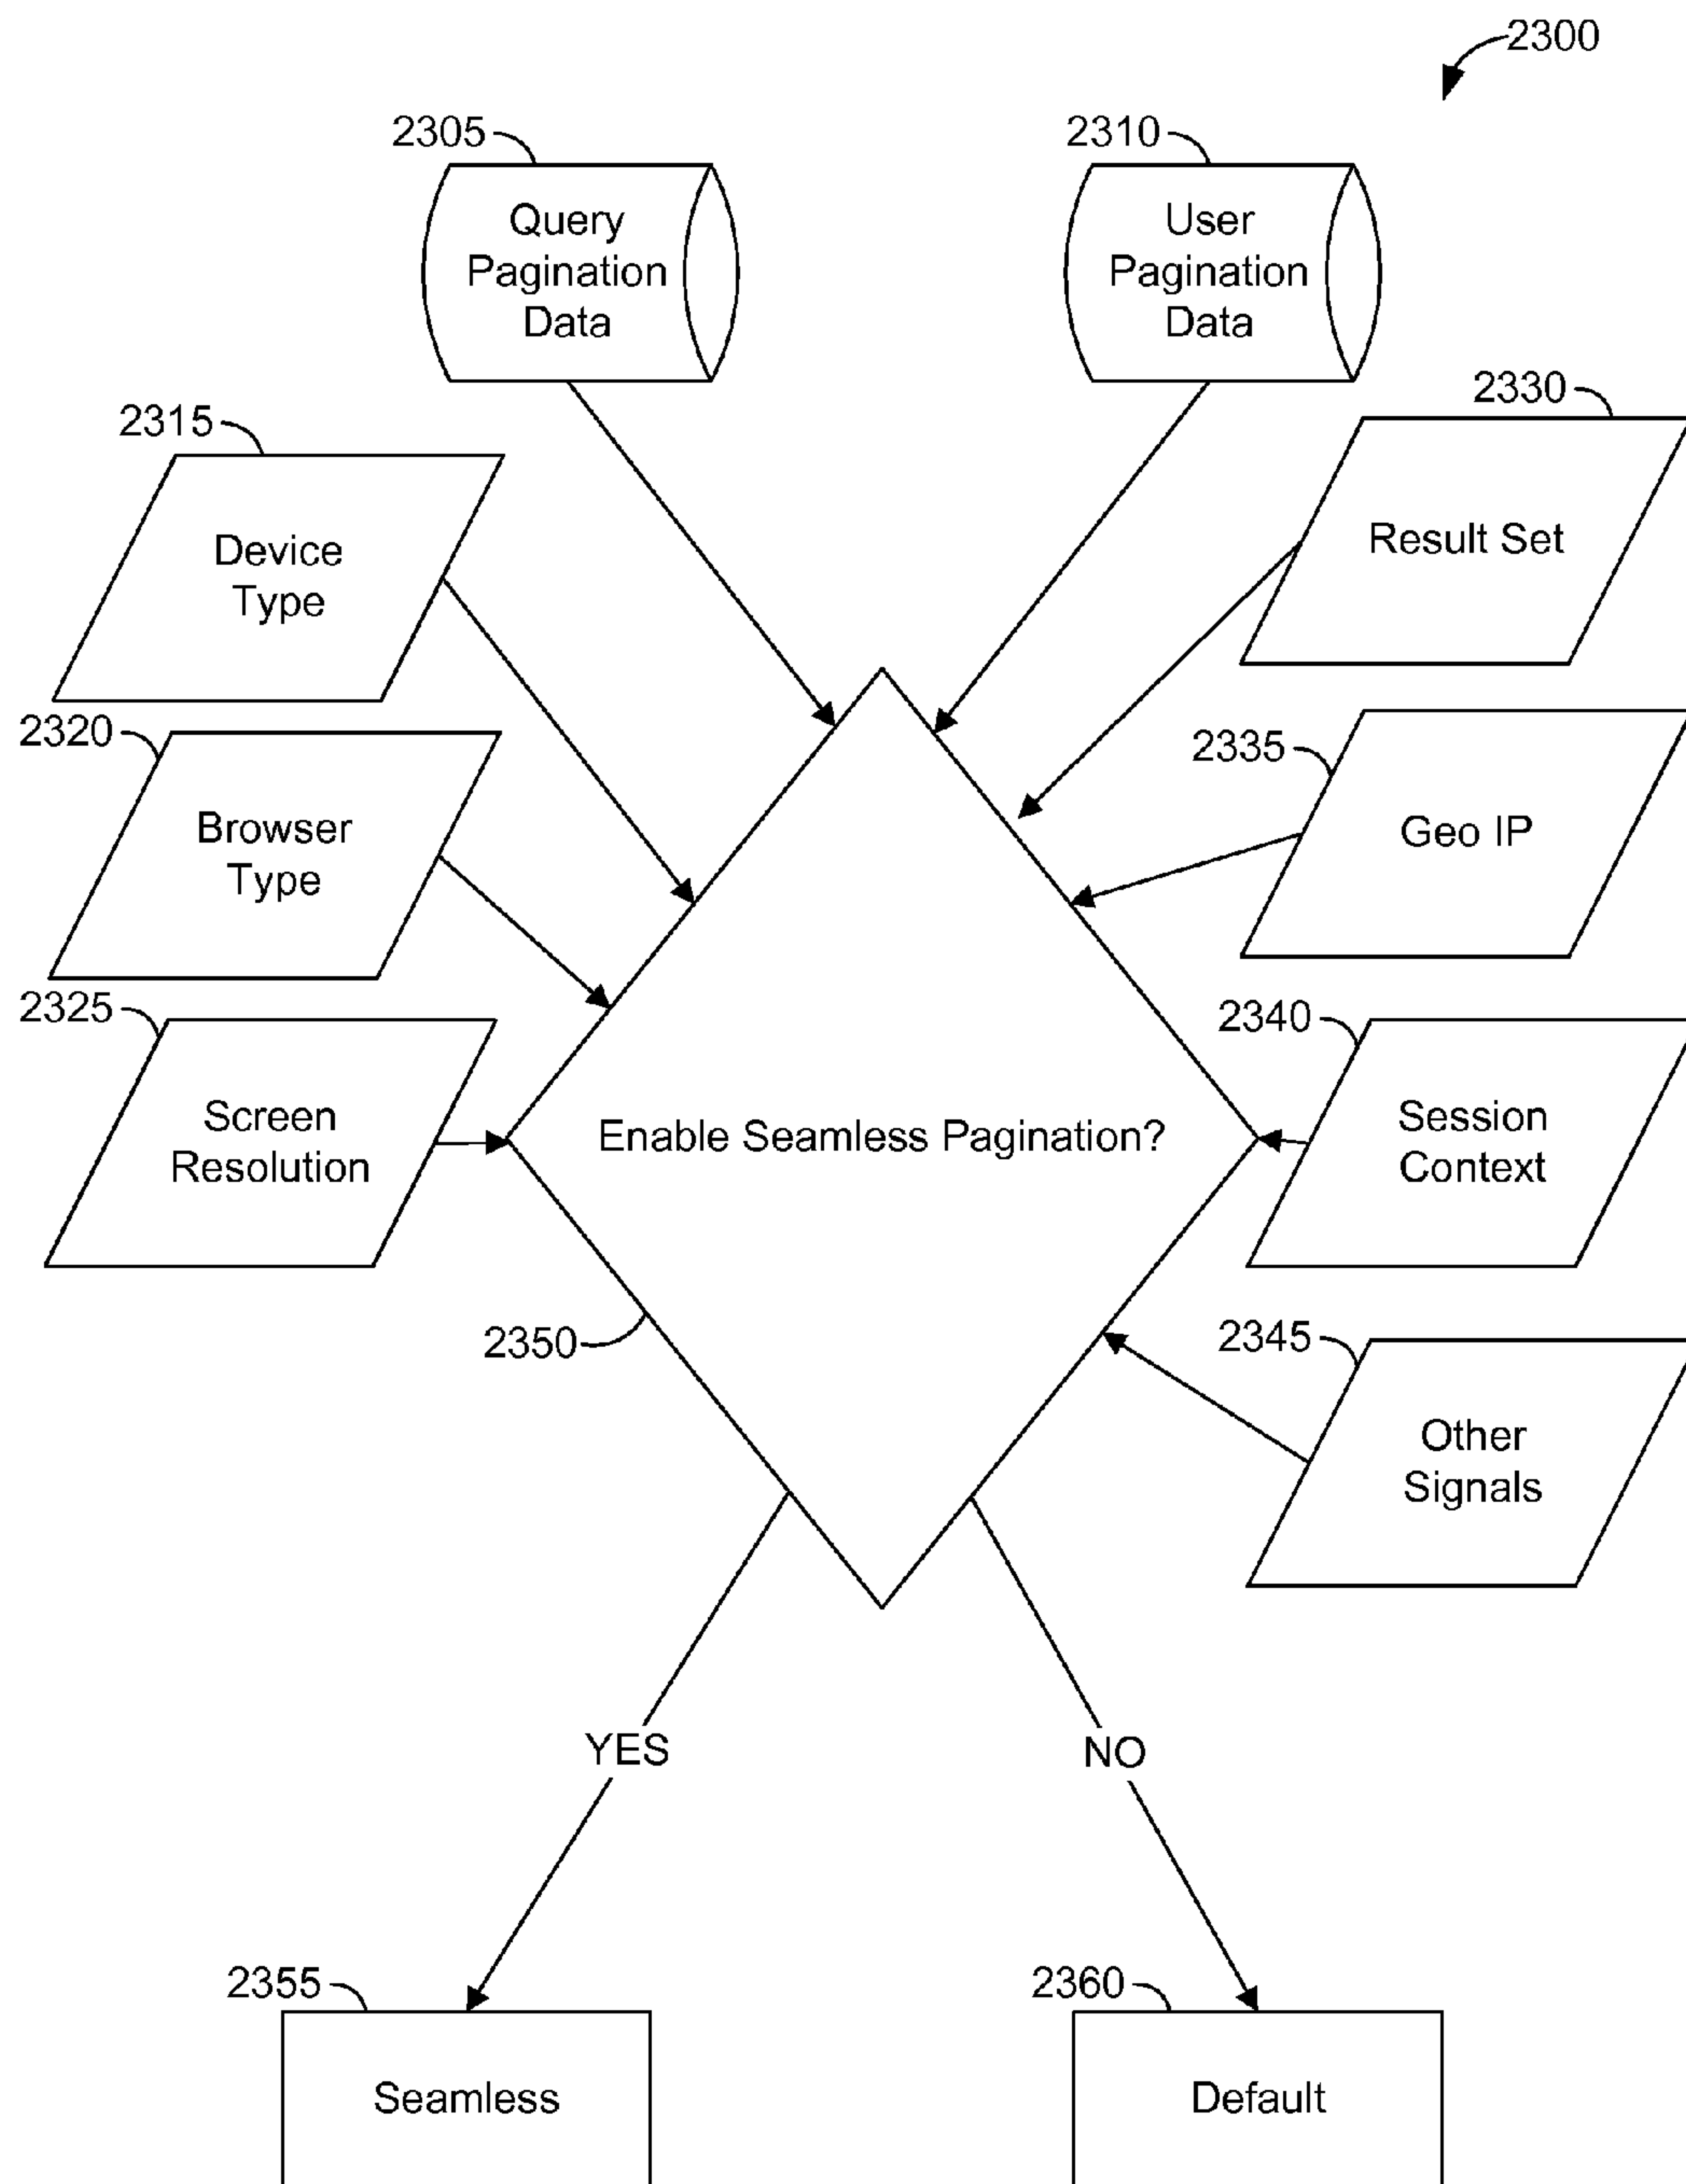 2300
2305
2310
Query
Pagination
Data
User
Pagination
Data
2315
2330
Device
Type
Result Set
2320
2335
Browser
Type
Geo IP
2325
2340
Screen
Resolution
Enable Seamless Pagination?
Session
Context
2350
2345
Other
Signals
YES
NO
2355
2360
Seamless
Default